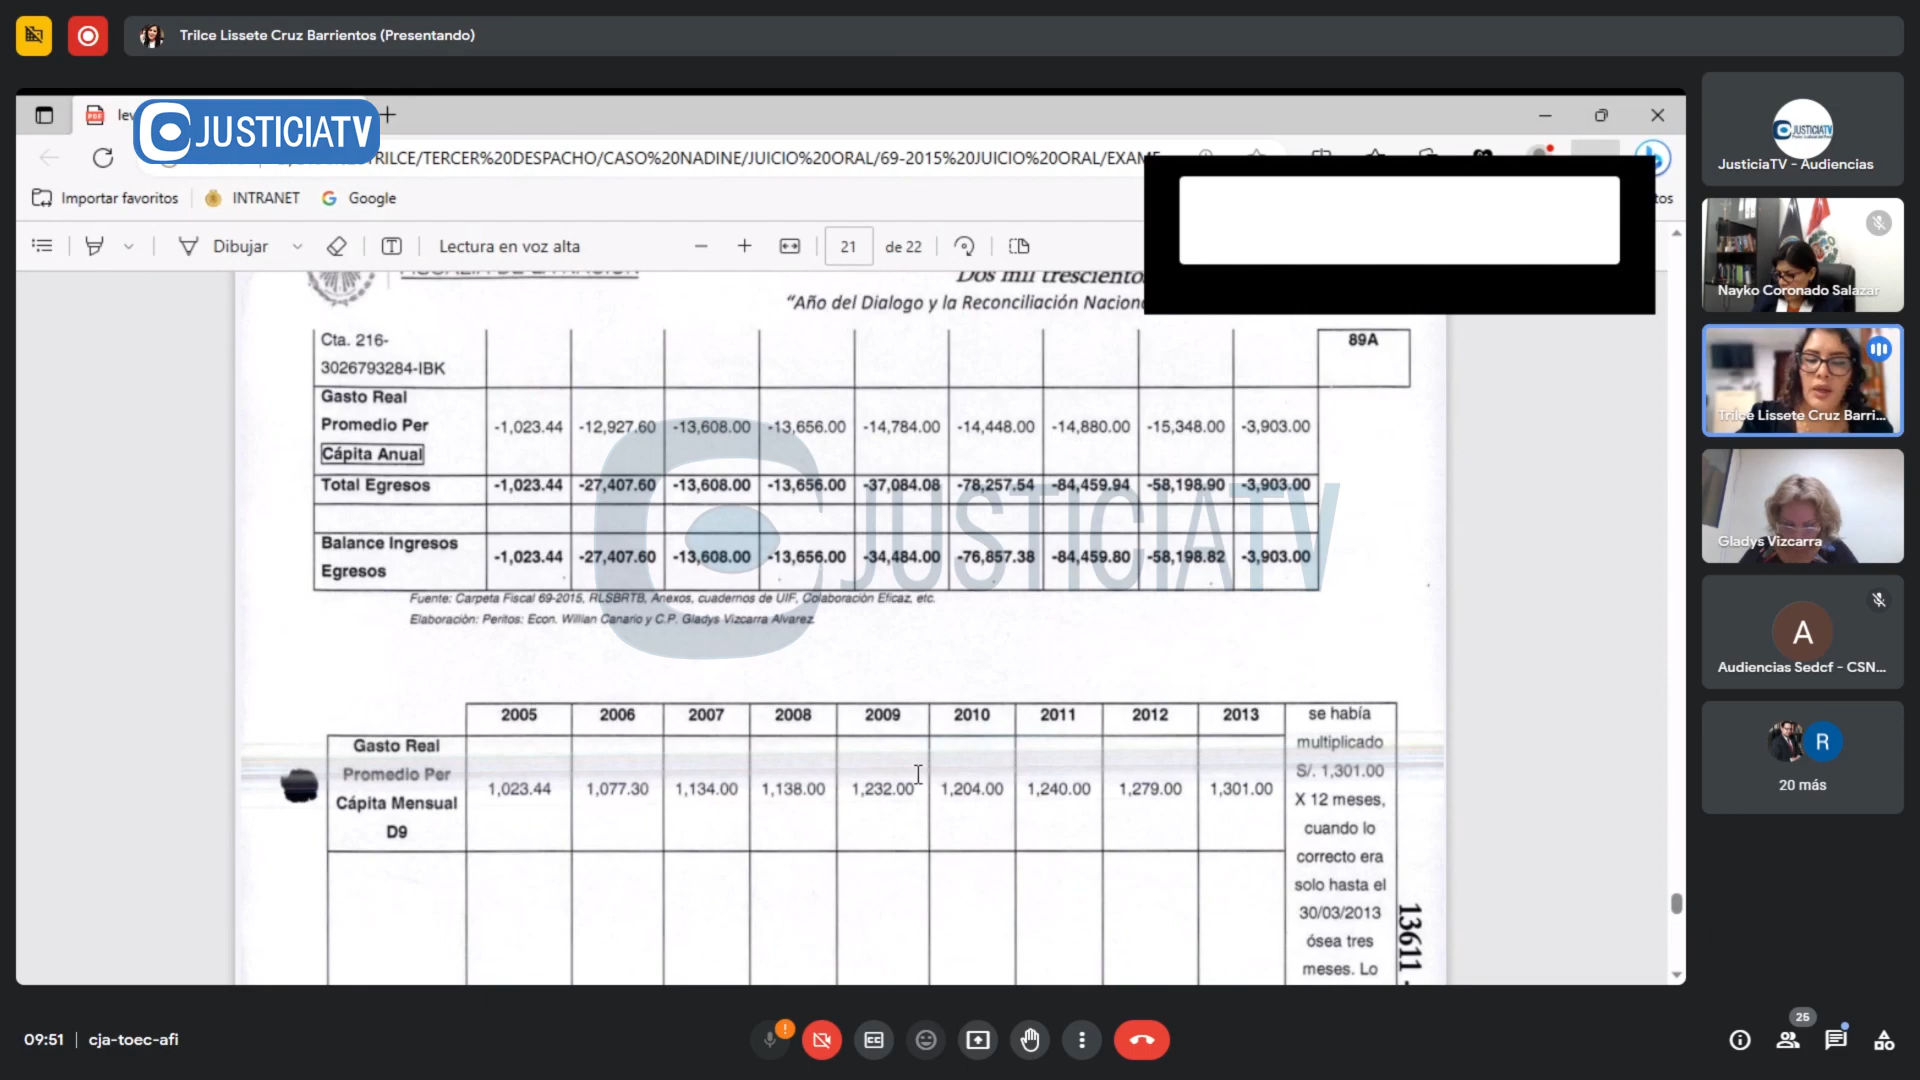 Trilce Lissete Cruz Barrientos (Presentando)
JUSTICIATV
RILCE/TERCER%20DESPACHO/CASO%20NADINE/JUICIO%20ORAL/69-2015%20JUICIO%20ORAL/EXAME
Importar favoritos
INTRANET
Google
tos
Dibujar
Lectura en voz alta
21 de 22
FISCALIA DE LA NACION
Dos mil tresciento
“Año del Dialogo y la Reconciliación Nacion
Cta. 216-
3026793284-IBK
89A
Gasto Real
Promedio Per
Cápita Anual
-1,023.44 -12,927.60 -13,608.00 -13,656.00 -14,784.00 -14,448.00 -14,880.00 -15,348.00 -3,903.00
Total Egresos -1,023.44 -27,407.60 -13,608.00 -13,656.00 -37,084.08 -78,257.54 -84,459.94 -58,198.90 -3,903.00
Balance Ingresos
Egresos
-1,023.44 -27,407.60 -13,608.00 -13,656.00 -34,484.00 -76,857.38 -84,459.80 -58,198.82 -3,903.00
JUSTICIATV
Fuente: Carpeta Fiscal 69-2015, RLSBRTB, Anexos, cuadernos de UIF, Colaboración Eficaz, etc.
Elaboración: Peritos: Econ. Willian Canario y C.P. Gladys Vizcarra Alvarez.
2005 2006 2007 2008 2009 2010 2011 2012 2013
Gasto Real
Promedio Per
Cápita Mensual
D9
1,023.44 1,077.30 1,134.00 1,138.00 1,232.00 1,204.00 1,240.00 1,279.00 1,301.00
se había
multiplicado
S/. 1,301.00
X 12 meses,
cuando lo
correcto era
solo hasta el
30/03/2013
ósea tres
meses. Lo
13611
JUSTICIATV
JusticiaTV - Audiencias
Nayko Coronado Salazar
Trilce Lissete Cruz Barri...
Gladys Vizcarra
A
Audiencias Sedcf - CSN...
R
20 más
09:51 | cja-toec-afi
25